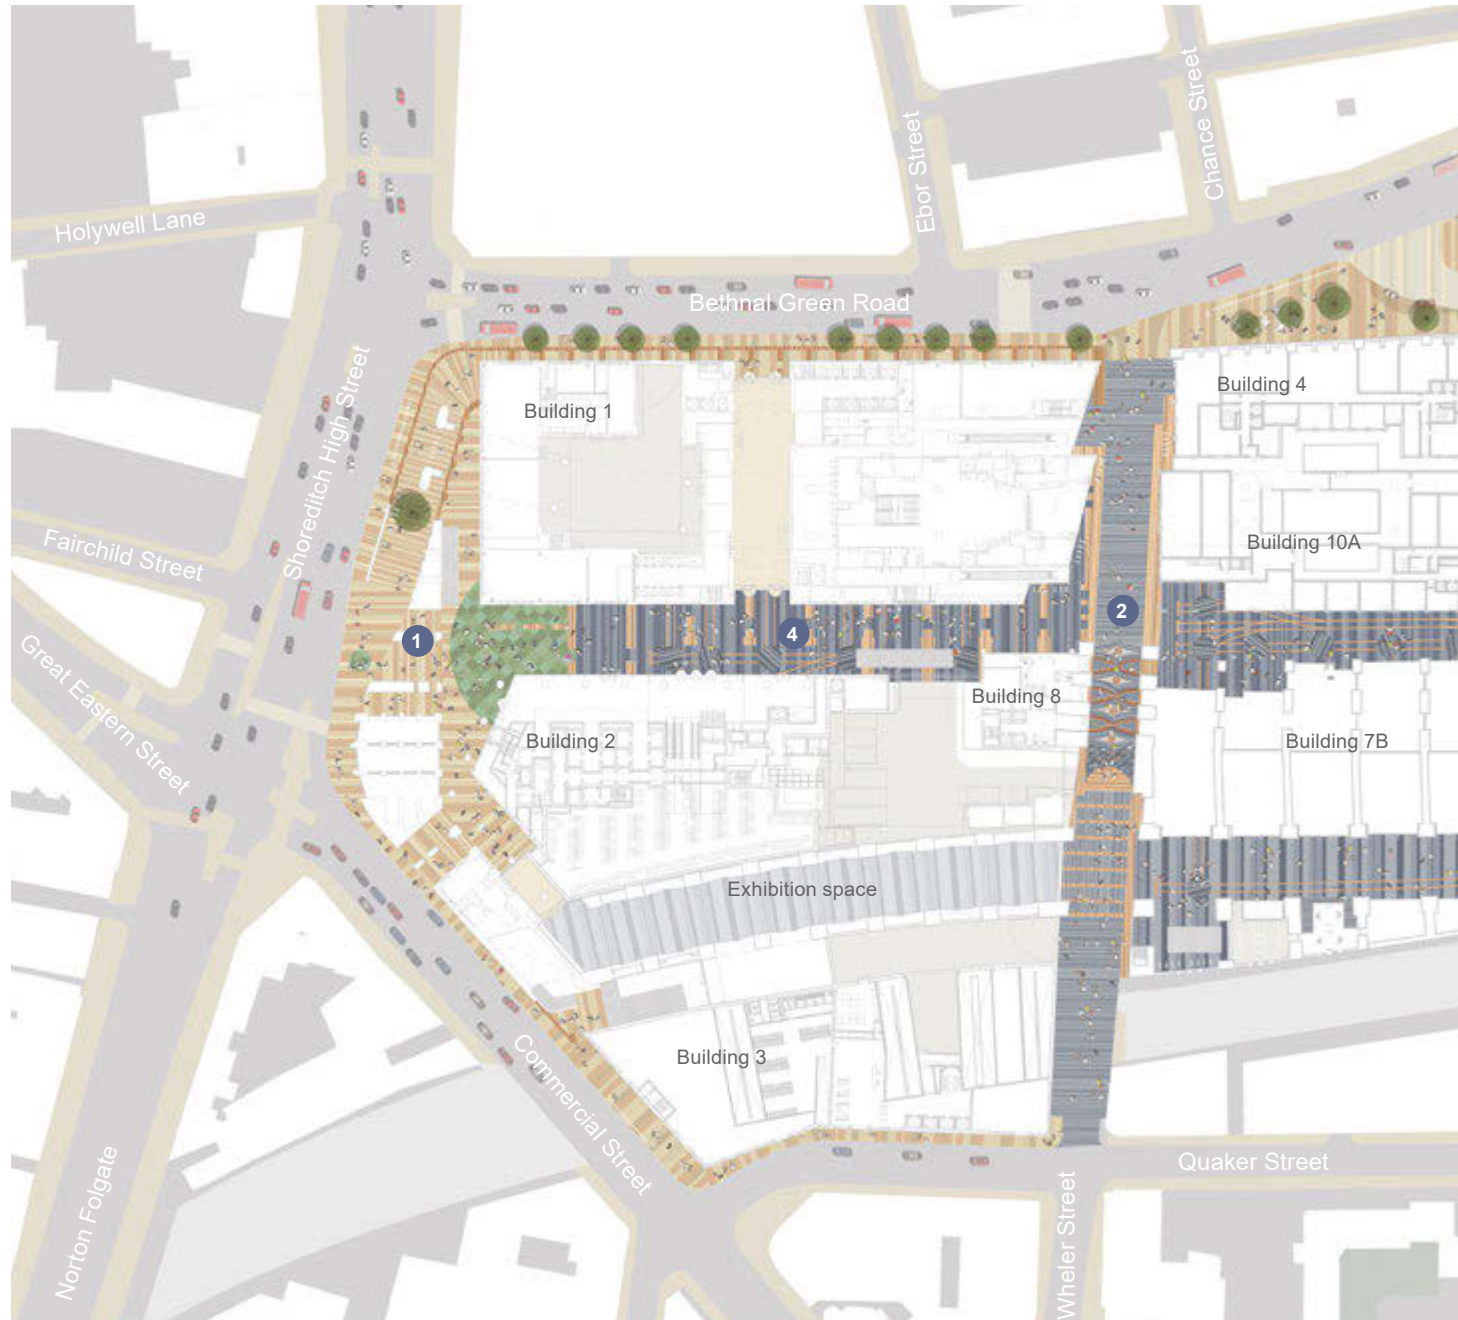 Chance Street
Ebor Street
Holywell Lane
Bethnal Green Road
Building 4
Building 1
Shoreditch High Street
Fairchild Street
Building 10A
2
4
1
Great Eastern Street
Building 8
Building 2
Building 7B
Exhibition space
Building 3
Commercial Street
Quaker Street
Norton Folgate
Wheler Street